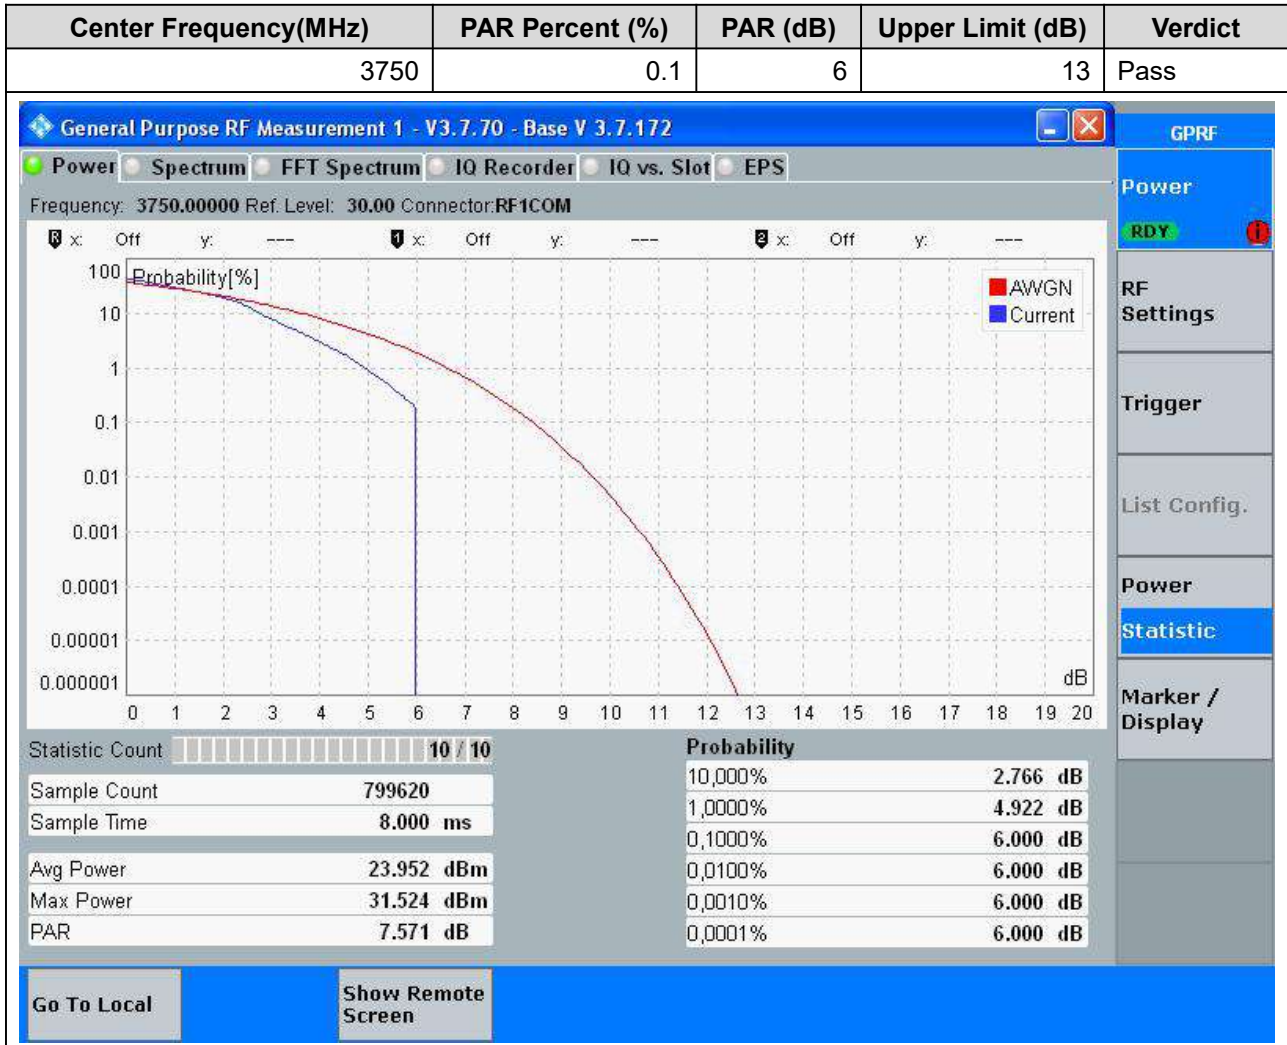 Center Frequency(MHz) PAR Percent (%) PAR (dB) Upper Limit (dB) Verdict
3750 0.1 6 13 Pass
General Purpose RF Measurement 1 - V3.7.70 - Base V 3.7.172
GPRF
Power Spectrum FFT Spectrum IQ Recorder IQ vs. Slot EPS
Power
RDY
Frequency: 3750.00000 Ref. Level: 30.00 Connector:RF1COM
R x: Off y: --- 1 x: Off y: --- 2 x: Off y: ---
Probability[%]
AWGN
Current
100
10
1
0.1
0.01
0.001
0.0001
0.00001
0.000001
dB
0 1 2 3 4 5 6 7 8 9 10 11 12 13 14 15 16 17 18 19 20
RF
Settings
Trigger
List Config.
Power
Statistic
Marker /
Display
Statistic Count 10 / 10
Sample Count 799620
Sample Time 8.000 ms
Avg Power 23.952 dBm
Max Power 31.524 dBm
PAR 7.571 dB
Probability
10,000% 2.766 dB
1,0000% 4.922 dB
0,1000% 6.000 dB
0,0100% 6.000 dB
0,0010% 6.000 dB
0,0001% 6.000 dB
Go To Local
Show Remote
Screen